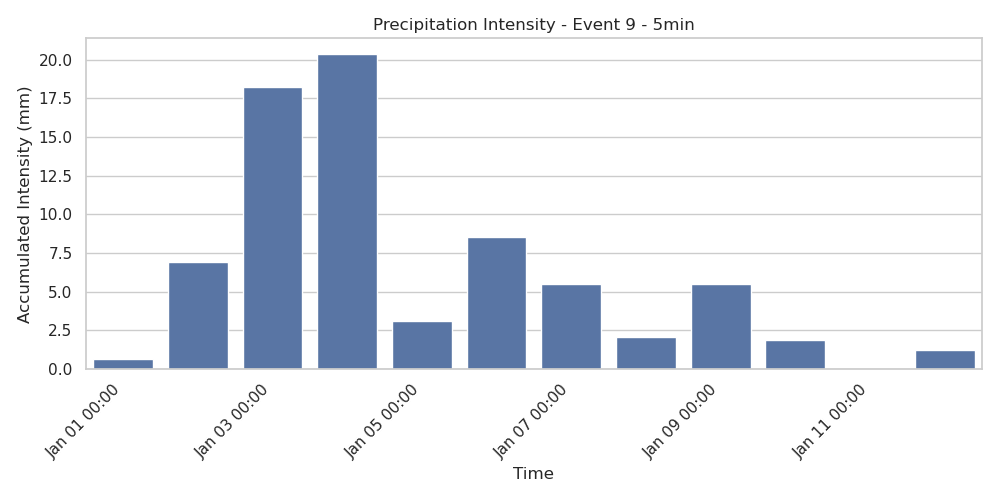 Precipitation Intensity - Event 9 - 5min
Accumulated Intensity (mm)
20.0
17.5
15.0
12.5
10.0
7.5
5.0
2.5
0.0
Jan 01 00:00
Jan 03 00:00
Jan 05 00:00
Jan 07 00:00
Jan 09 00:00
Jan 11 00:00
Time